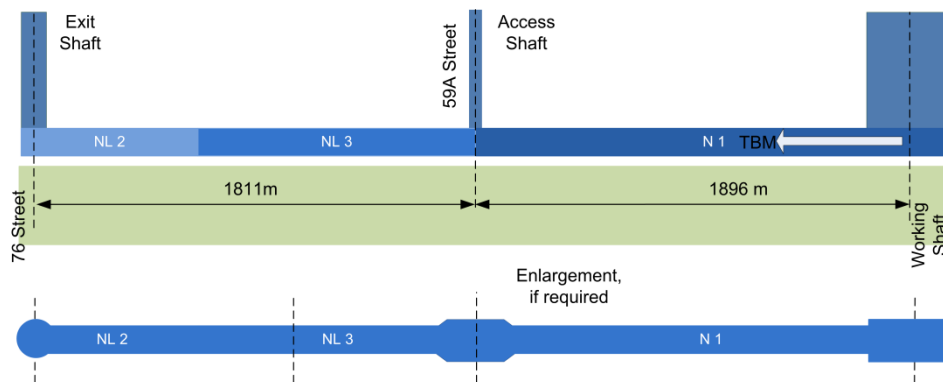 Exit
Shaft
59A Street
Access
Shaft
NL 2
NL 3
N 1
TBM
1811m
1896 m
76 Street
Working
Shaft
Enlargement,
if required
NL 2
NL 3
N 1